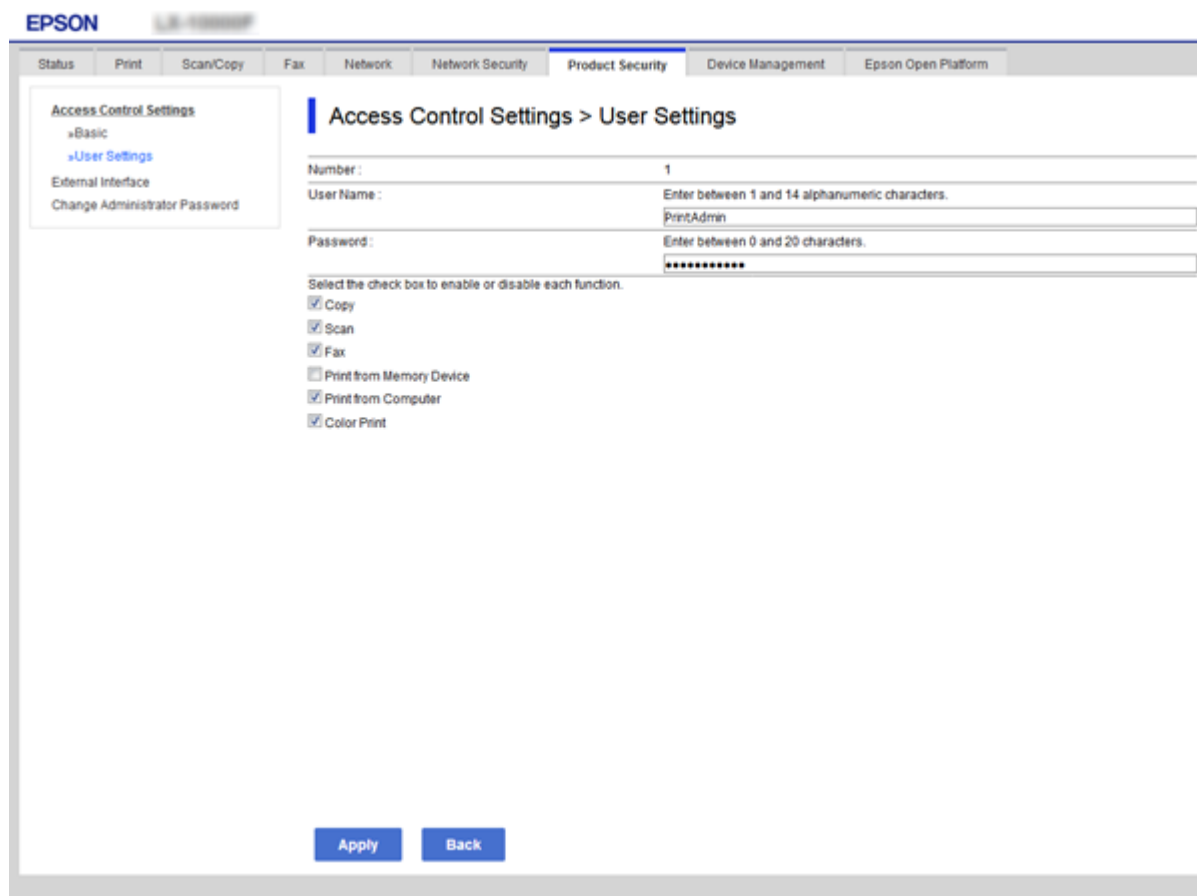 EPSON
Status Print Scan/Copy Fax Network Network Security Product Security Device Management Epson Open Platform
Access Control Settings
»Basic
»User Settings
External Interface
Change Administrator Password
Access Control Settings > User Settings
Number : 1
User Name : Enter between 1 and 14 alphanumeric characters.
PrintAdmin
Password : Enter between 0 and 20 characters.
•••••••••••
Select the check box to enable or disable each function.
Copy
Scan
Fax
Print from Memory Device
Print from Computer
Color Print
Apply Back